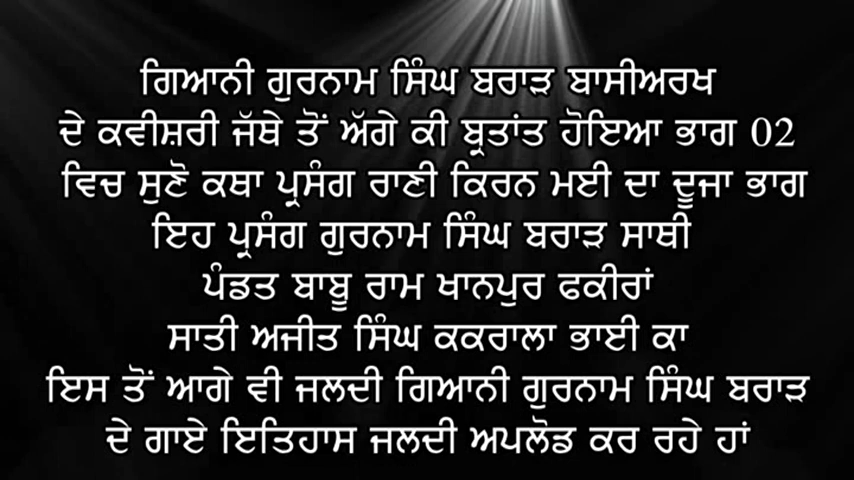 ਗਿਆਨੀ ਗੁਰਨਾਮ ਸਿੰਘ ਬਰਾੜ ਬਾਸੀਅਰਖ
ਦੇ ਕਵੀਸ਼ਰੀ ਜੱਥੇ ਤੋਂ ਅੱਗੇ ਕੀ ਬ੍ਰਤਾਂਤ ਹੋਇਆ ਭਾਗ 02
ਵਿਚ ਸੁਣੋ ਕਥਾ ਪ੍ਰਸੰਗ ਰਾਣੀ ਕਿਰਨ ਮਈ ਦਾ ਦੂਜਾ ਭਾਗ
ਇਹ ਪ੍ਰਸੰਗ ਗੁਰਨਾਮ ਸਿੰਘ ਬਰਾੜ ਸਾਥੀ
ਪੰਡਤ ਬਾਬੂ ਰਾਮ ਖਾਨਪੁਰ ਫਕੀਰਾਂ
ਸਾਤੀ ਅਜੀਤ ਸਿੰਘ ਕਕਰਾਲਾ ਭਾਈ ਕਾ
ਇਸ ਤੋਂ ਆਗੇ ਵੀ ਜਲਦੀ ਗਿਆਨੀ ਗੁਰਨਾਮ ਸਿੰਘ ਬਰਾੜ
ਦੇ ਗਾਏ ਇਤਿਹਾਸ ਜਲਦੀ ਅਪਲੋਡ ਕਰ ਰਹੇ ਹਾਂ